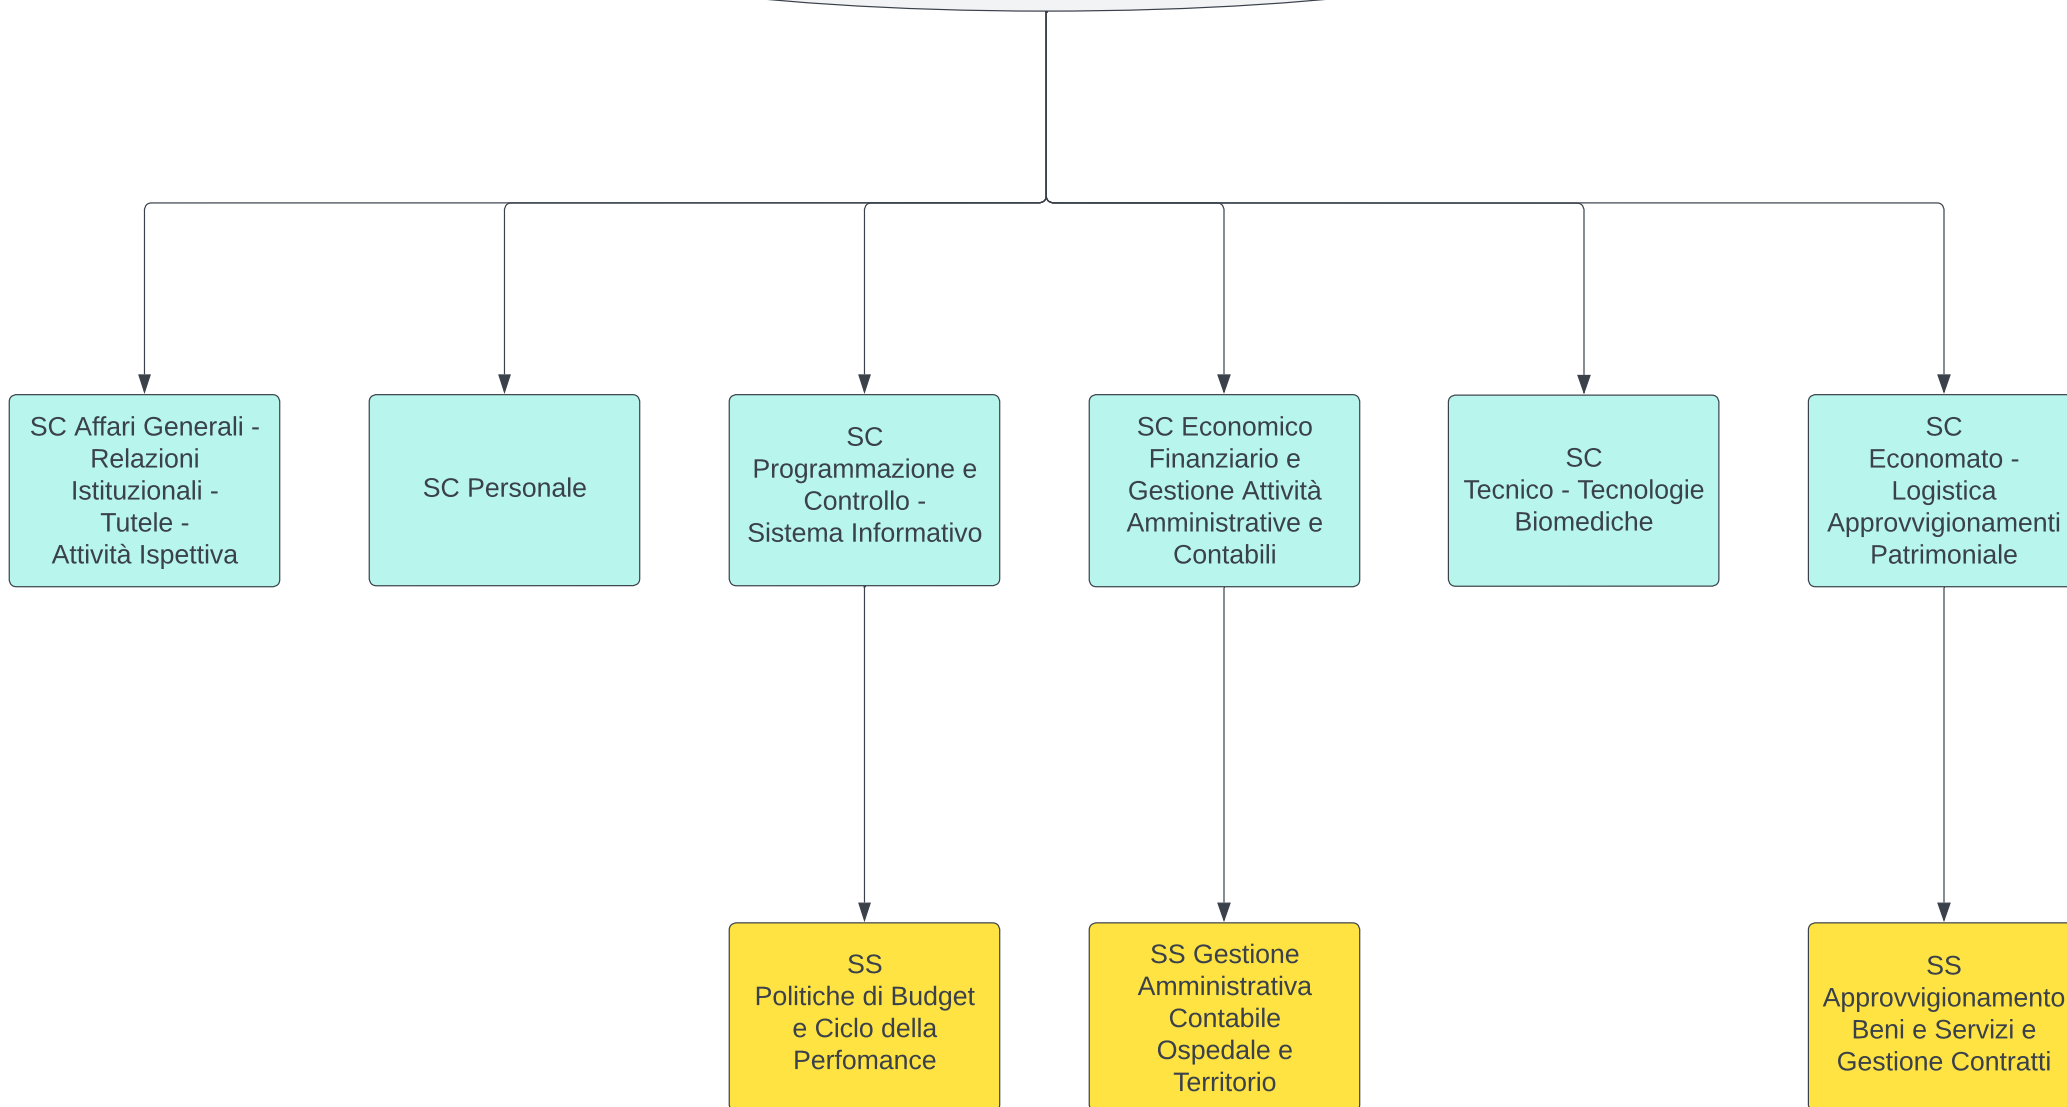 SC Affari Generali -
Relazioni
Istituzionali -
Tutele -
Attività Ispettiva
SC Personale
SC
Programmazione e
Controllo -
Sistema Informativo
SC Economico
Finanziario e
Gestione Attività
Amministrative e
Contabili
SC
Tecnico - Tecnologie
Biomediche
SC
Economato -
Logistica
Approvvigionamenti
Patrimoniale
SS
Politiche di Budget
e Ciclo della
Perfomance
SS Gestione
Amministrativa
Contabile
Ospedale e
Territorio
SS
Approvvigionamento
Beni e Servizi e
Gestione Contratti